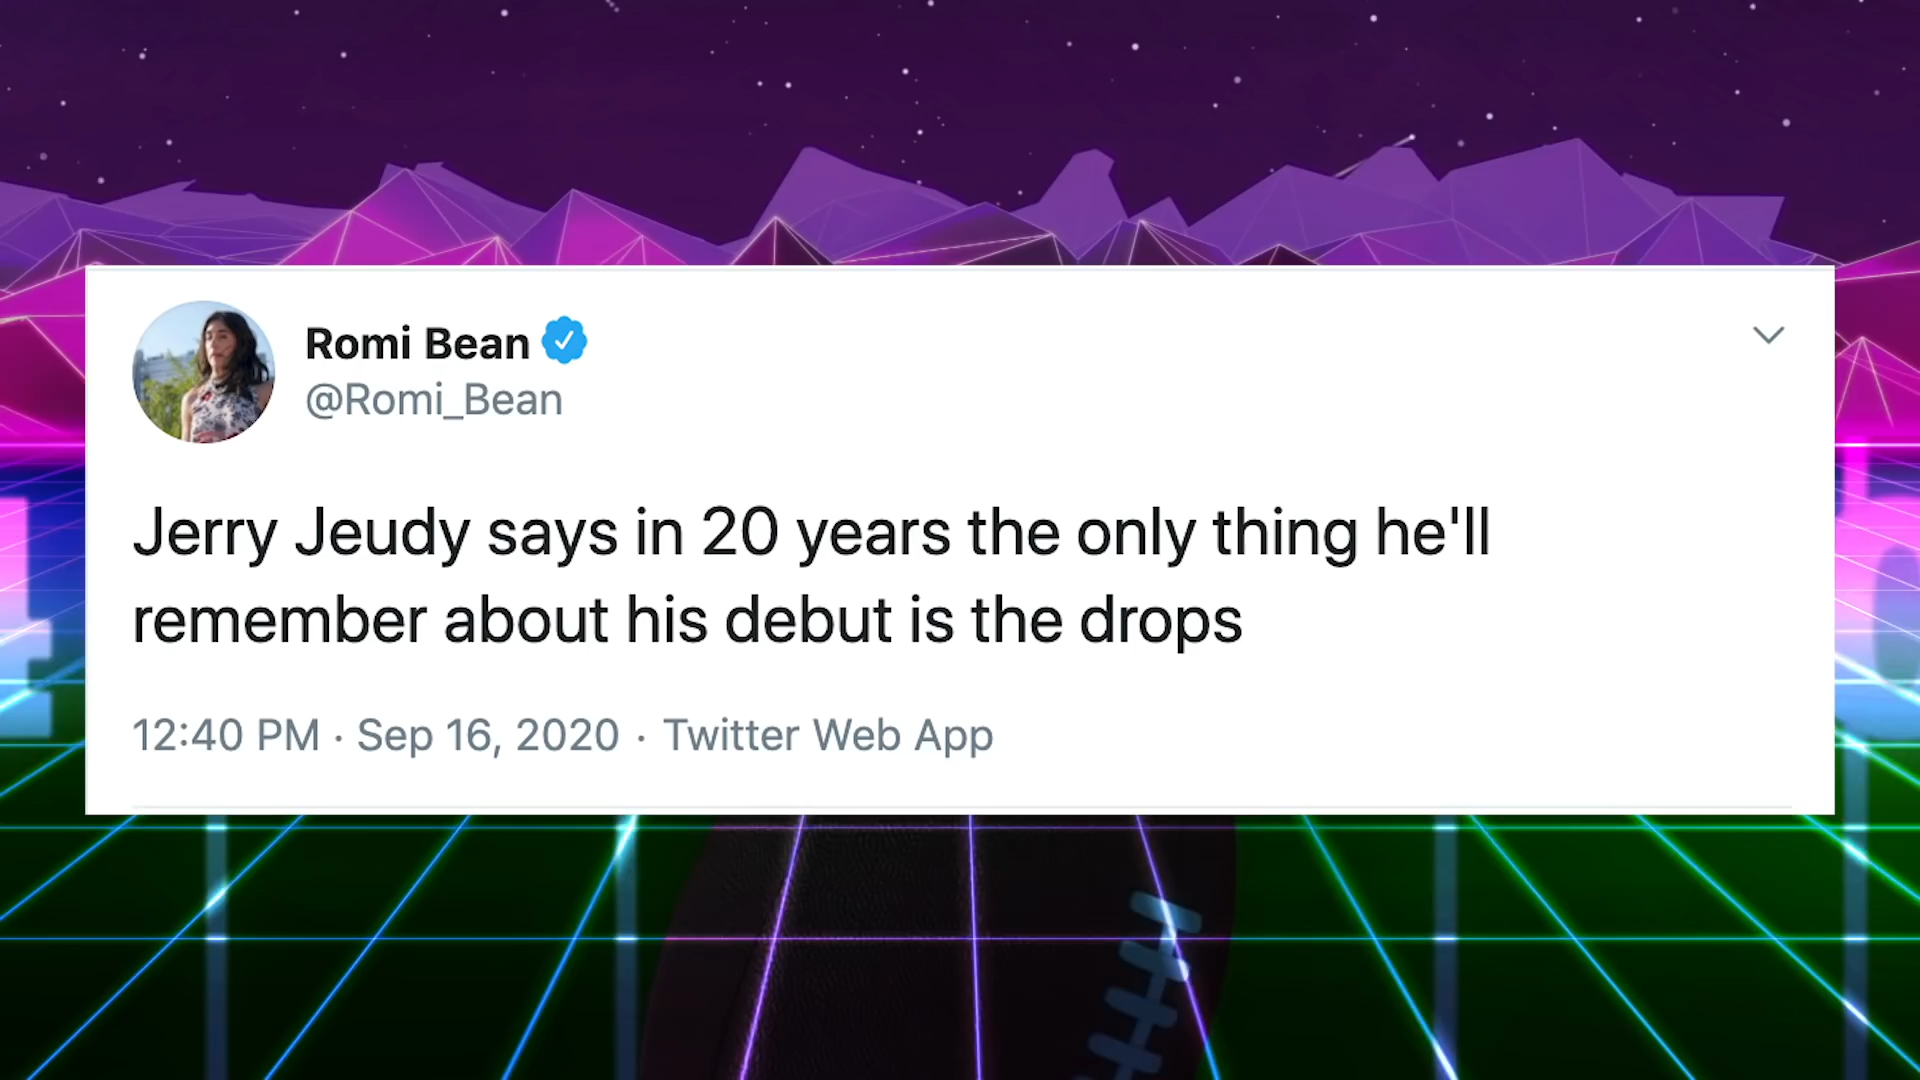 Romi Bean
@Romi_Bean
Jerry Jeudy says in 20 years the only thing he'll
remember about his debut is the drops
12:40 PM · Sep 16, 2020 · Twitter Web App